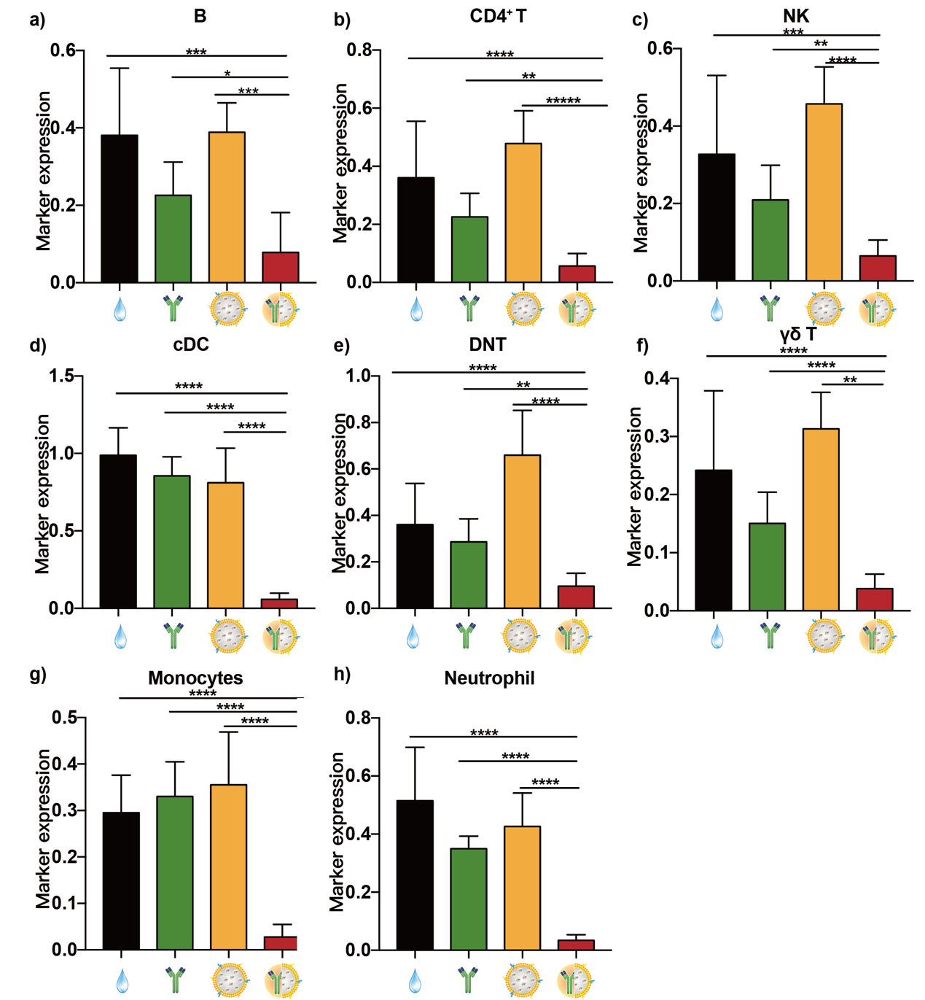 a)
B
***
*
***
Marker expression
0.6
0.4
0.2
0.0
b)
CD4+ T
****
**
*****
Marker expression
0.8
0.6
0.4
0.2
0.0
c)
NK
***
**
****
Marker expression
0.6
0.4
0.2
0.0
d)
cDC
****
****
****
Marker expression
1.5
1.0
0.5
0.0
e)
DNT
****
**
****
Marker expression
1.0
0.8
0.6
0.4
0.2
0.0
f)
γδ T
****
****
**
Marker expression
0.4
0.3
0.2
0.1
0.0
g)
Monocytes
****
****
****
Marker expression
0.5
0.4
0.3
0.2
0.1
0.0
h)
Neutrophil
****
****
****
Marker expression
0.8
0.6
0.4
0.2
0.0